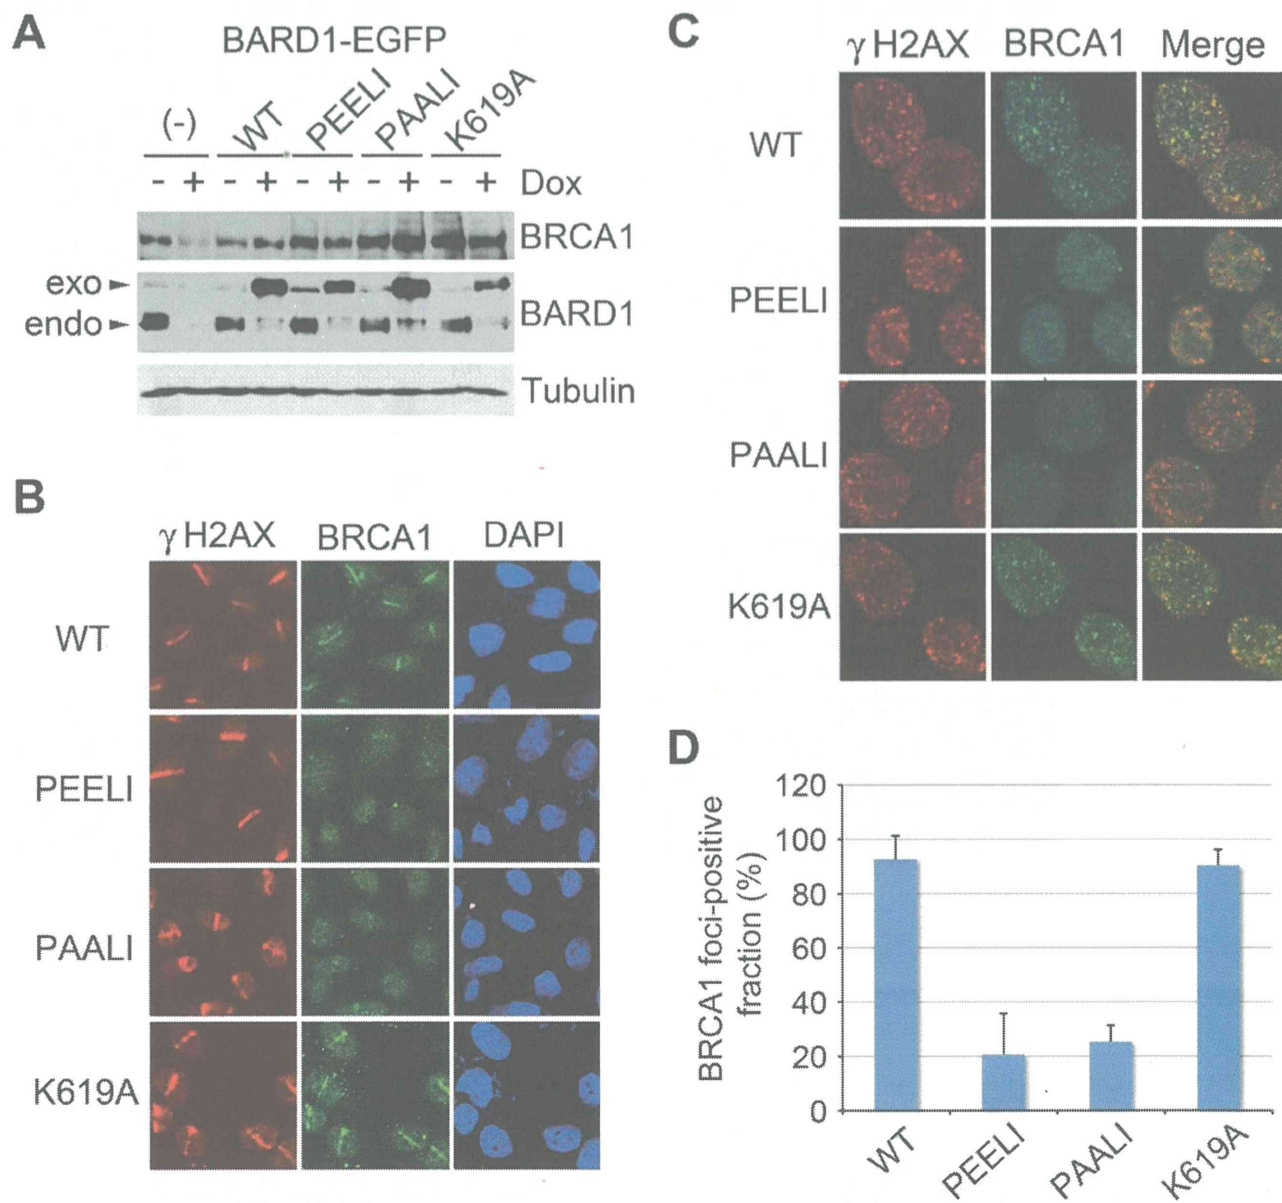 A
BARD1-EGFP
(-) WT PEELI PAALI K619A
- + - + - + - + - + Dox
BRCA1
exo
endo
BARD1
Tubulin
B
γ H2AX BRCA1 DAPI
WT
PEELI
PAALI
K619A
C
γ H2AX BRCA1 Merge
WT
PEELI
PAALI
K619A
D
BRCA1 foci-positive
fraction (%)
120
100
80
60
40
20
0
WT PEELI PAALI K619A